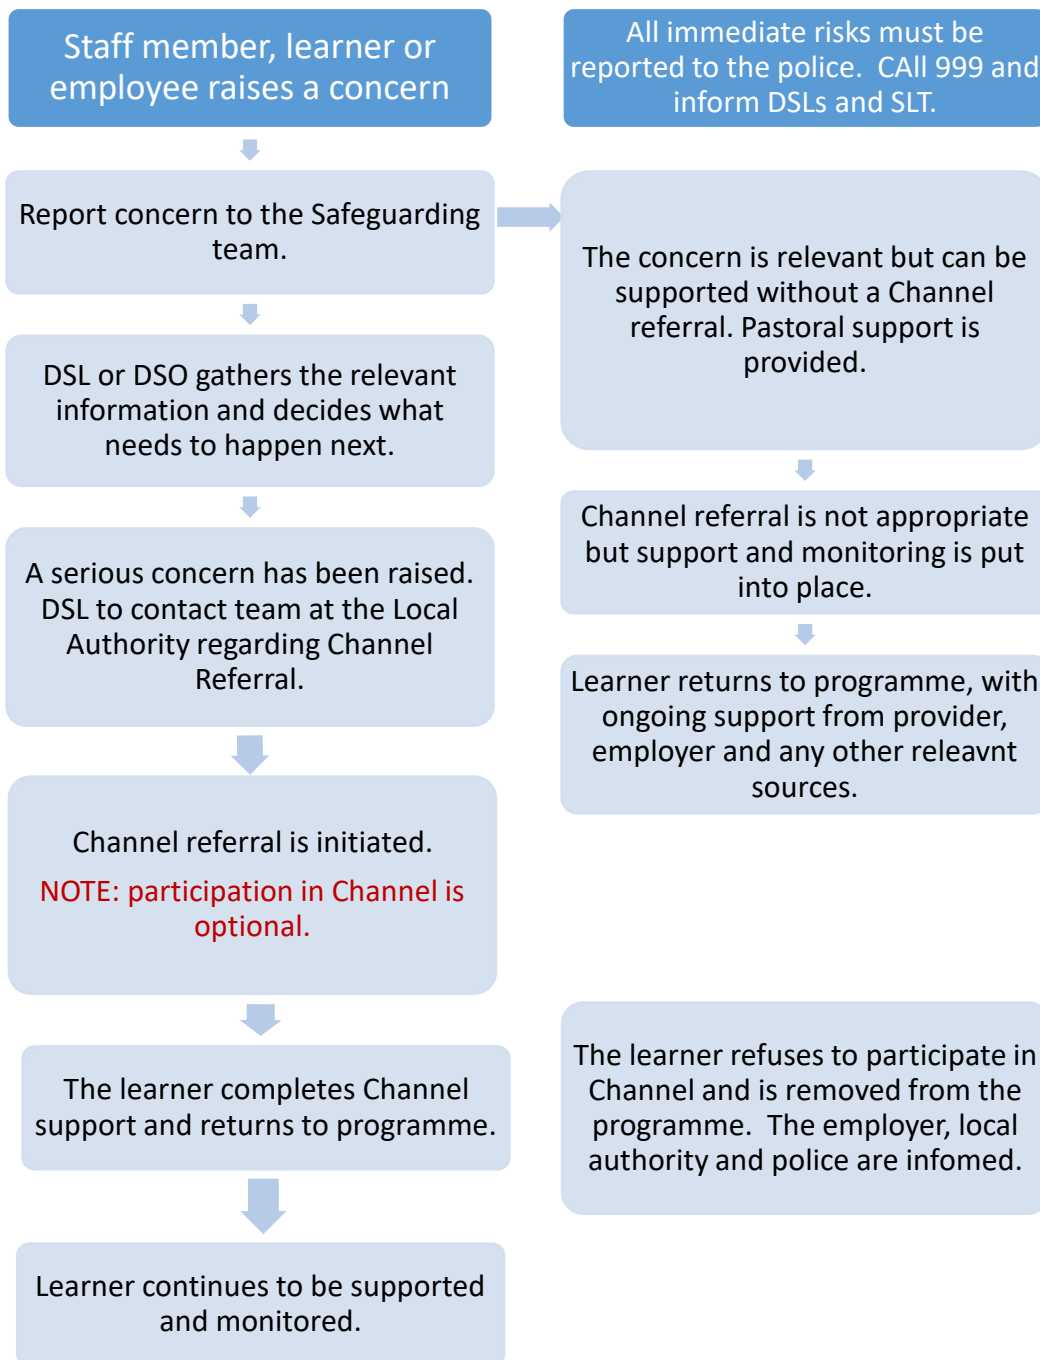 Staff member, learner or
employee raises a concern
All immediate risks must be
reported to the police.  CAll 999 and
inform DSLs and SLT.
Report concern to the Safeguarding
team.
The concern is relevant but can be
supported without a Channel
referral. Pastoral support is
provided.
DSL or DSO gathers the relevant
information and decides what
needs to happen next.
Channel referral is not appropriate
but support and monitoring is put
into place.
A serious concern has been raised.
DSL to contact team at the Local
Authority regarding Channel
Referral.
Learner returns to programme, with
ongoing support from provider,
employer and any other releavnt
sources.
Channel referral is initiated.
NOTE: participation in Channel is
optional.
The learner completes Channel
support and returns to programme.
The learner refuses to participate in
Channel and is removed from the
programme.  The employer, local
authority and police are infomed.
Learner continues to be supported
and monitored.